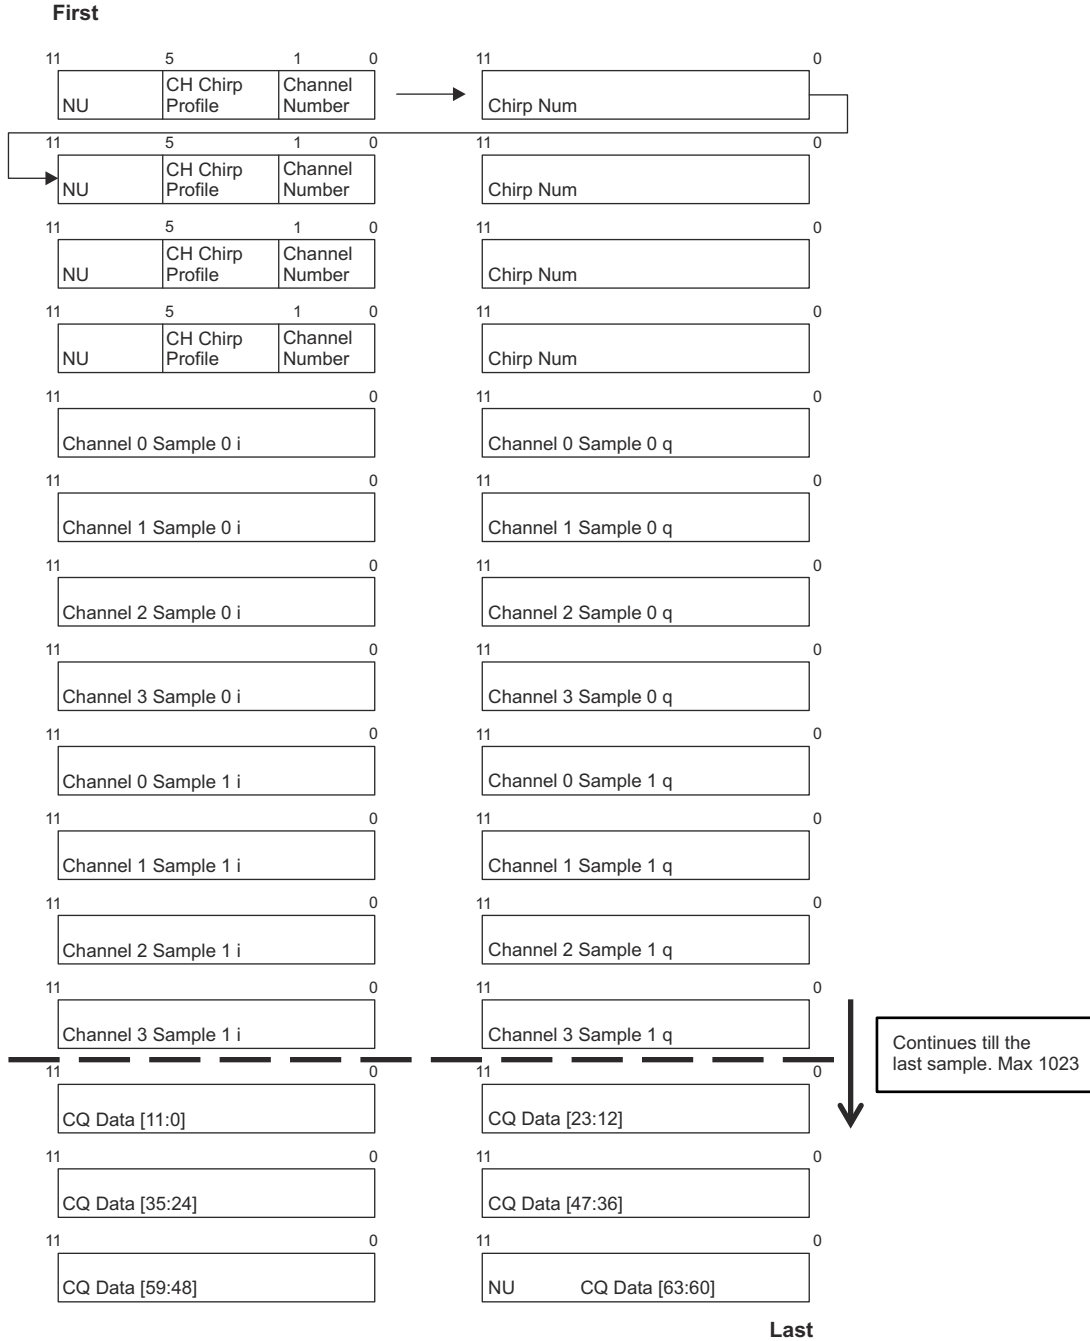 First
11 5 1 0 11 0
NU CH Chirp Profile Channel Number Chirp Num
11 5 1 0 11 0
NU CH Chirp Profile Channel Number Chirp Num
11 5 1 0 11 0
NU CH Chirp Profile Channel Number Chirp Num
11 5 1 0 11 0
NU CH Chirp Profile Channel Number Chirp Num
11 0 11 0
Channel 0 Sample 0 i Channel 0 Sample 0 q
11 0 11 0
Channel 1 Sample 0 i Channel 1 Sample 0 q
11 0 11 0
Channel 2 Sample 0 i Channel 2 Sample 0 q
11 0 11 0
Channel 3 Sample 0 i Channel 3 Sample 0 q
11 0 11 0
Channel 0 Sample 1 i Channel 0 Sample 1 q
11 0 11 0
Channel 1 Sample 1 i Channel 1 Sample 1 q
11 0 11 0
Channel 2 Sample 1 i Channel 2 Sample 1 q
11 0 11 0
Channel 3 Sample 1 i Channel 3 Sample 1 q
Continues till the
last sample. Max 1023
11 0 11 0
CQ Data [11:0] CQ Data [23:12]
11 0 11 0
CQ Data [35:24] CQ Data [47:36]
11 0 11 0
CQ Data [59:48] NU CQ Data [63:60]
Last